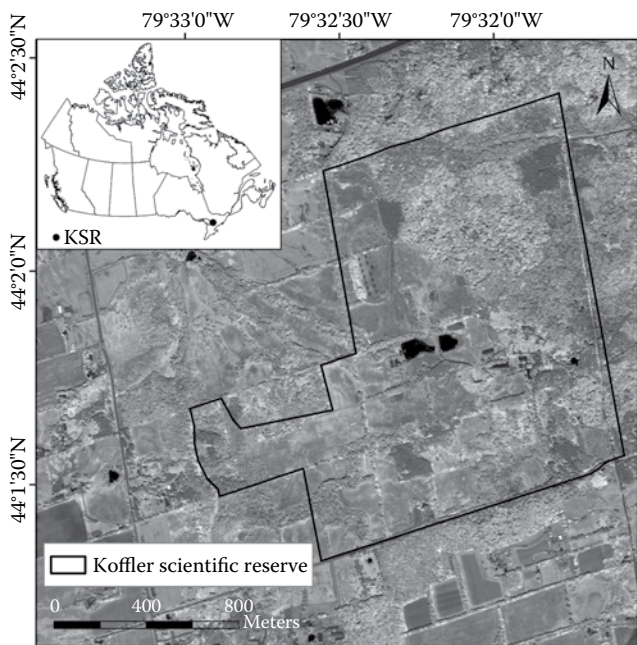 79°33'0"W 79°32'30"W 79°32'0"W
44°2'30"N
N
KSR
44°2'0"N
44°1'30"N
Koffler scientific reserve
0 400 800
Meters